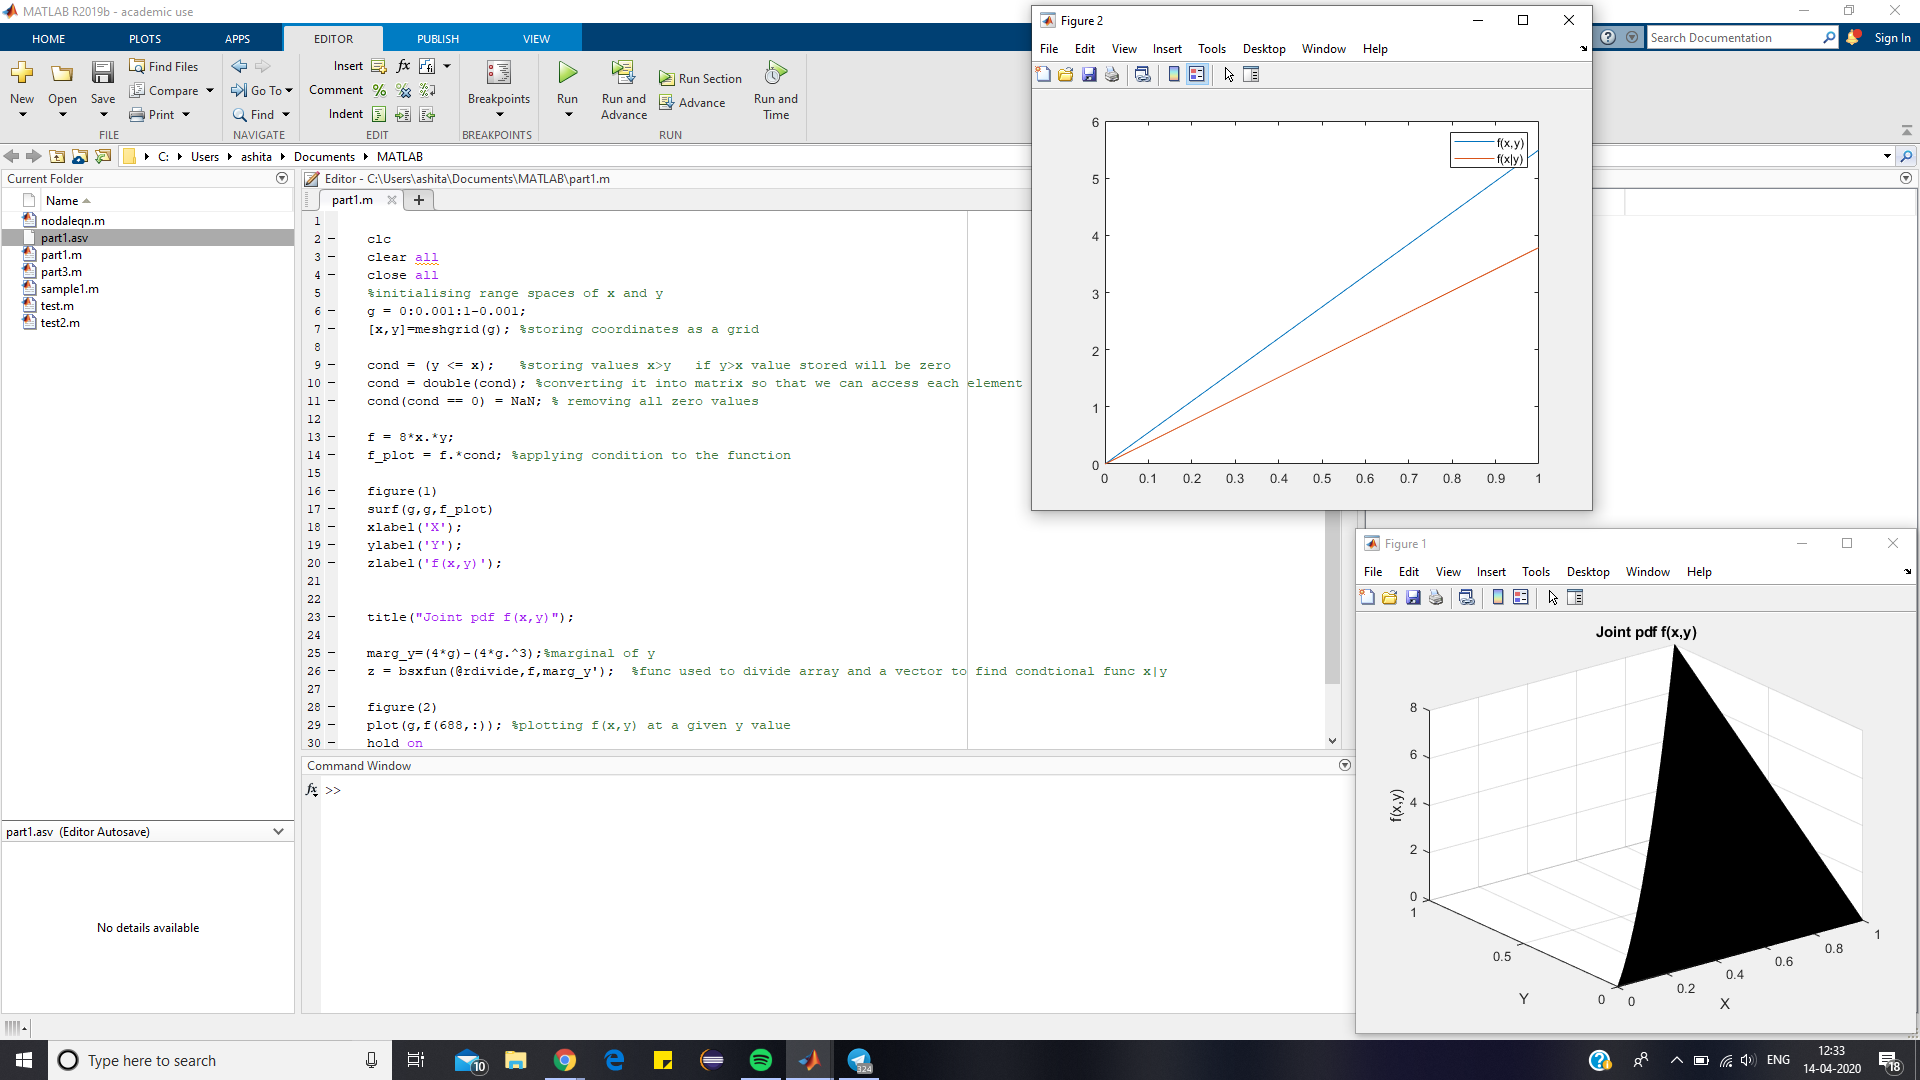 MATLAB R2019b - academic use
HOME PLOTS APPS EDITOR PUBLISH VIEW
Search Documentation
Sign In
New
Open
Save
Find Files
Compare
Print
FILE
Go To
Find
NAVIGATE
Insert
Comment
Indent
EDIT
Breakpoints
BREAKPOINTS
Run
Run and
Advance
Run Section
Advance
Run and
Time
RUN
C: Users ashita Documents MATLAB
Current Folder
Name
nodaleqn.m
part1.asv
part1.m
part3.m
sample1.m
test.m
test2.m
part1.asv (Editor Autosave)
No details available
Editor - C:\Users\ashita\Documents\MATLAB\part1.m
part1.m
1
2 – clc
3 – clear all
4 – close all
5 %initialising range spaces of x and y
6 – g = 0:0.001:1-0.001;
7 – [x,y]=meshgrid(g); %storing coordinates as a grid
8
9 – cond = (y <= x); %storing values x>y if y>x value stored will be zero
10 – cond = double(cond); %converting it into matrix so that we can access each element
11 – cond(cond == 0) = NaN; % removing all zero values
12
13 – f = 8*x.*y;
14 – f_plot = f.*cond; %applying condition to the function
15
16 – figure(1)
17 – surf(g,g,f_plot)
18 – xlabel('X');
19 – ylabel('Y');
20 – zlabel('f(x,y)');
21
22
23 – title("Joint pdf f(x,y)");
24
25 – marg_y=(4*g)-(4*g.^3);%marginal of y
26 – z = bsxfun(@rdivide,f,marg_y'); %func used to divide array and a vector to find condtional func x|y
27
28 – figure(2)
29 – plot(g,f(688,:)); %plotting f(x,y) at a given y value
30 – hold on
Command Window
fx >>
Figure 2
File Edit View Insert Tools Desktop Window Help
6
5
4
3
2
1
0
0 0.1 0.2 0.3 0.4 0.5 0.6 0.7 0.8 0.9 1
f(x,y)
f(x|y)
Figure 1
File Edit View Insert Tools Desktop Window Help
Joint pdf f(x,y)
8
6
4
2
0
f(x,y)
1
0.5
0
Y
0
0.2
0.4
0.6
0.8
1
X
Type here to search
10
324
ENG
12:33
14-04-2020
18